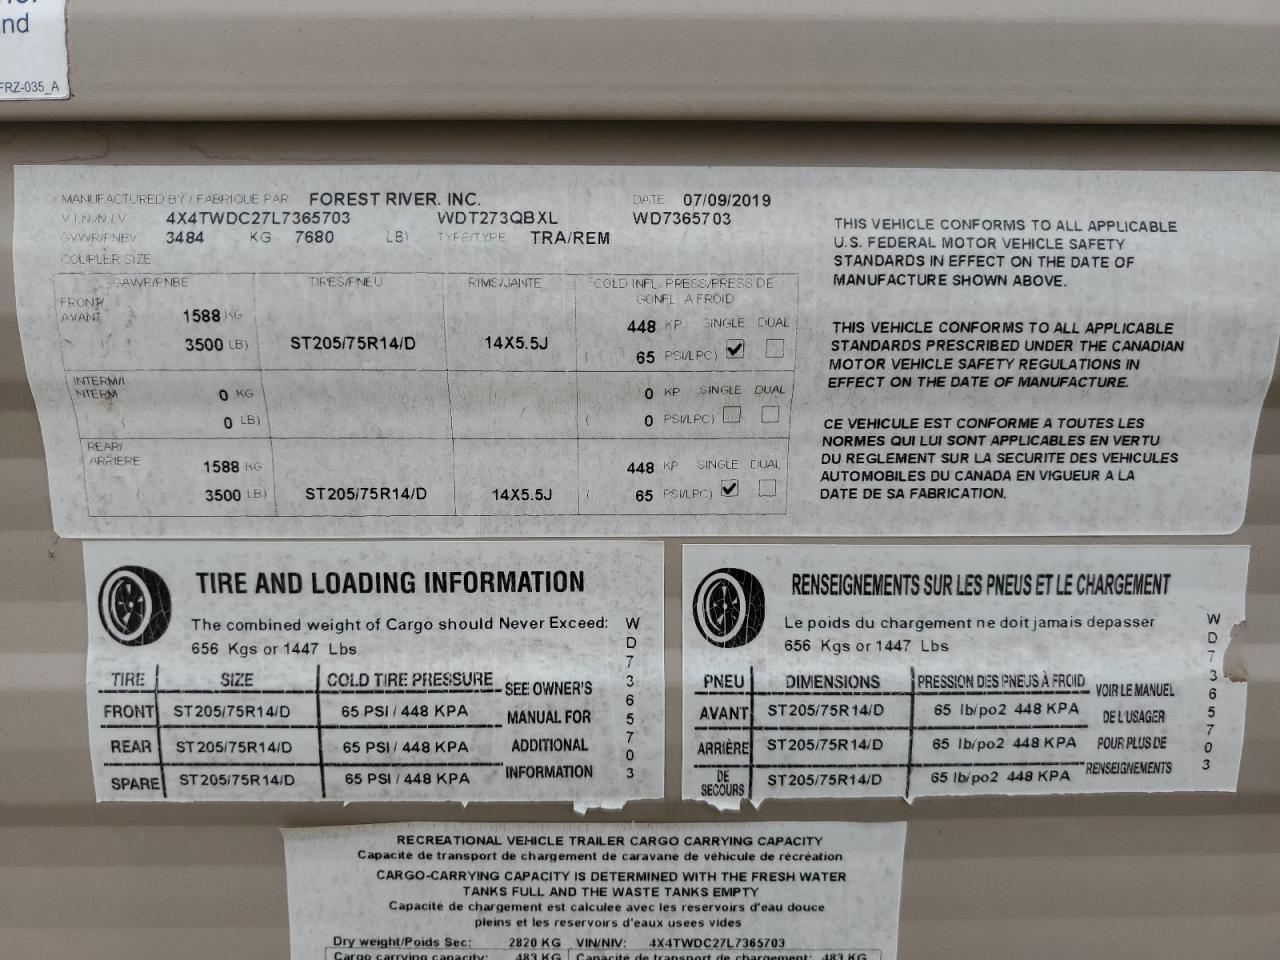 nd
FRZ-035_A
MANUFACTURED BY / FABRIQUE PAR FOREST RIVER, INC. DATE 07/09/2019
V.I.N/N.I.V 4X4TWDC27L7365703 WDT273QBXL WD7365703
GVWR/PNBV 3484 KG 7680 LB) TYPE/TYPE TRA/REM
COUPLER SIZE
GAWR/PNBE TIRES/PNEU RIMS/JANTE COLD INFL. PRESS/PRESS DE
GONFL. A FROID
FRONT/
AVANT 1588 KG 448 KP SINGLE DUAL
3500 LB) ST205/75R14/D 14X5.5J ( 65 PSI/LPC)
INTERM/I
NTERM 0 KG 0 KP SINGLE DUAL
0 LB) ( 0 PSI/LPC)
REAR/
ARRIERE 1588 KG 448 KP SINGLE DUAL
3500 LB) ST205/75R14/D 14X5.5J ( 65 PSI/LPC)
THIS VEHICLE CONFORMS TO ALL APPLICABLE
U.S. FEDERAL MOTOR VEHICLE SAFETY
STANDARDS IN EFFECT ON THE DATE OF
MANUFACTURE SHOWN ABOVE.
THIS VEHICLE CONFORMS TO ALL APPLICABLE
STANDARDS PRESCRIBED UNDER THE CANADIAN
MOTOR VEHICLE SAFETY REGULATIONS IN
EFFECT ON THE DATE OF MANUFACTURE.
CE VEHICULE EST CONFORME A TOUTES LES
NORMES QUI LUI SONT APPLICABLES EN VERTU
DU REGLEMENT SUR LA SECURITE DES VEHICULES
AUTOMOBILES DU CANADA EN VIGUEUR A LA
DATE DE SA FABRICATION.
TIRE AND LOADING INFORMATION
The combined weight of Cargo should Never Exceed:
656 Kgs or 1447 Lbs
TIRE SIZE COLD TIRE PRESSURE
FRONT ST205/75R14/D 65 PSI / 448 KPA
REAR ST205/75R14/D 65 PSI / 448 KPA
SPARE ST205/75R14/D 65 PSI / 448 KPA
SEE OWNER'S
MANUAL FOR
ADDITIONAL
INFORMATION
WD7365703
RENSEIGNEMENTS SUR LES PNEUS ET LE CHARGEMENT
Le poids du chargement ne doit jamais depasser
656 Kgs or 1447 Lbs
PNEU DIMENSIONS PRESSION DES PNEUS À FROID
AVANT ST205/75R14/D 65 lb/po2 448 KPA
ARRIÈRE ST205/75R14/D 65 lb/po2 448 KPA
DE
SECOURS ST205/75R14/D 65 lb/po2 448 KPA
VOIR LE MANUEL
DE L'USAGER
POUR PLUS DE
RENSEIGNEMENTS
WD7365703
RECREATIONAL VEHICLE TRAILER CARGO CARRYING CAPACITY
Capacité de transport de chargement de caravane de véhicule de récréation
CARGO-CARRYING CAPACITY IS DETERMINED WITH THE FRESH WATER
TANKS FULL AND THE WASTE TANKS EMPTY
Capacité de chargement est calculee avec les reservoirs d'eau douce
pleins et les reservoirs d'eaux usees vides
Dry weight/Poids Sec: 2820 KG VIN/NIV: 4X4TWDC27L7365703
Cargo carrying capacity: 483 KG Capacité de transport de chargement: 483 KG